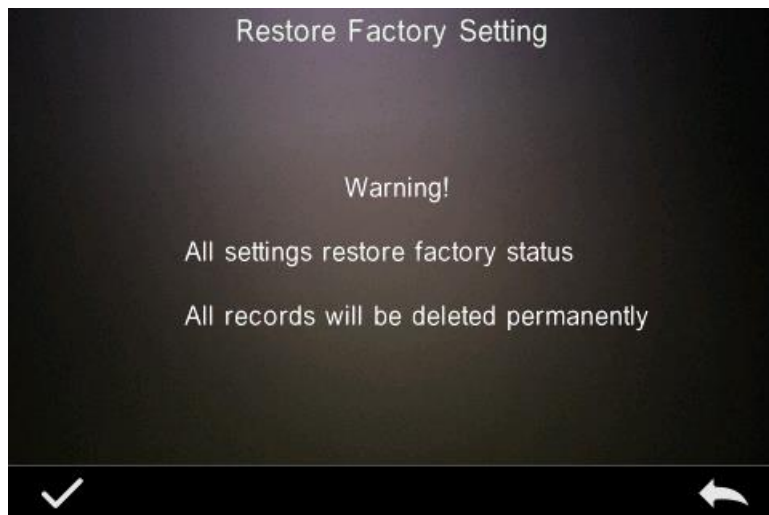 Restore Factory Setting
Warning!
All settings restore factory status
All records will be deleted permanently